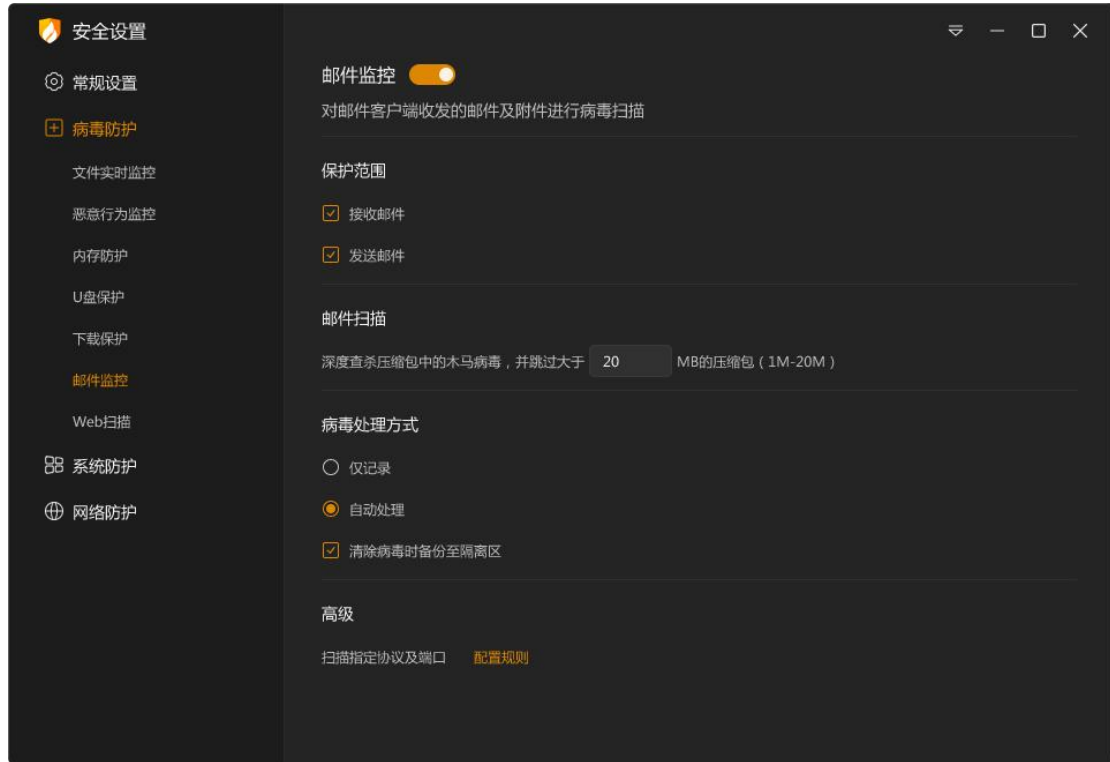 安全设置
常规设置
病毒防护
文件实时监控
恶意行为监控
内存防护
U盘保护
下载保护
邮件监控
Web扫描
系统防护
网络防护
邮件监控
对邮件客户端收发的邮件及附件进行病毒扫描
保护范围
接收邮件
发送邮件
邮件扫描
深度查杀压缩包中的木马病毒，并跳过大于 20 MB的压缩包（1M-20M）
病毒处理方式
仅记录
自动处理
清除病毒时备份至隔离区
高级
扫描指定协议及端口 配置规则